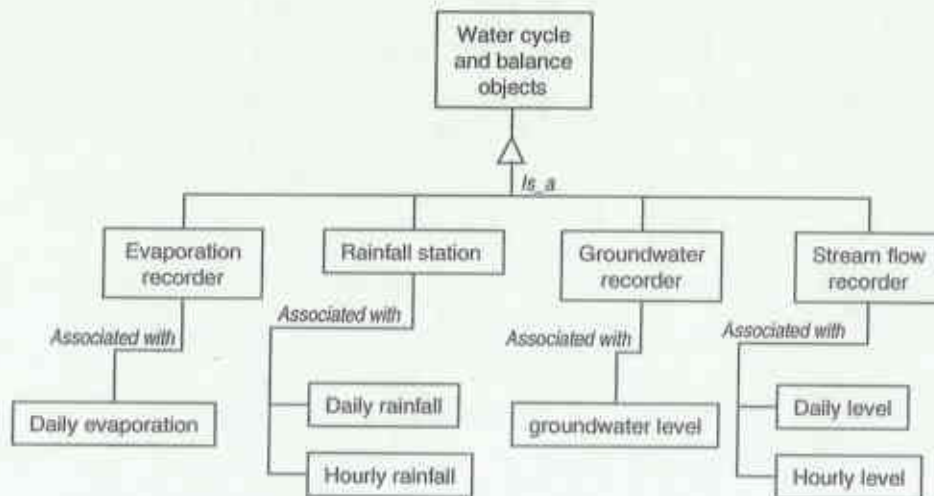 Water cycle
and balance
objects
Is_a
Evaporation
recorder
Rainfall station
Groundwater
recorder
Stream flow
recorder
Associated with
Associated with
Associated with
Associated with
Daily evaporation
Daily rainfall
Hourly rainfall
groundwater level
Daily level
Hourly level